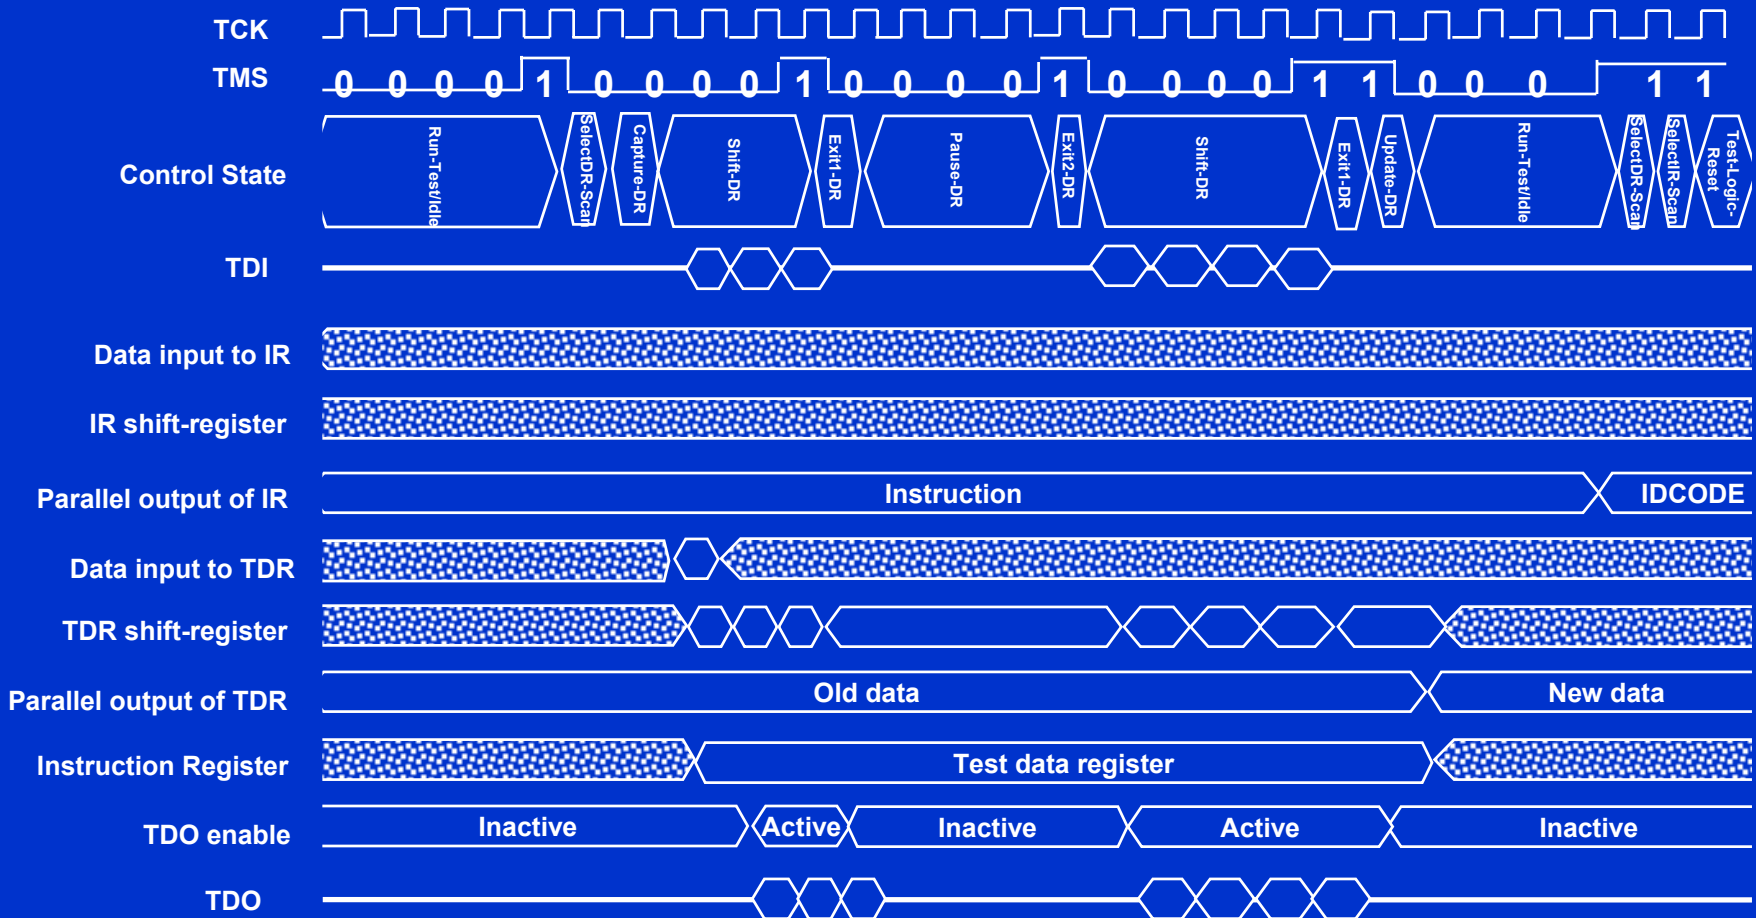 TCK
TMS
0 0 0 0 1 0 0 0 0 1 0 0 0 0 1 0 0 0 0 1 1 0 0 0 1 1
Control State
Run-Test/Idle
SelectDR-Scan
Capture-DR
Shift-DR
Exit1-DR
Pause-DR
Exit2-DR
Shift-DR
Exit1-DR
Update-DR
Run-Test/Idle
SelectDR-Scan
SelectIR-Scan
Test-Logic-
Reset
TDI
Data input to IR
IR shift-register
Parallel output of IR
Instruction
IDCODE
Data input to TDR
TDR shift-register
Parallel output of TDR
Old data
New data
Instruction Register
Test data register
TDO enable
Inactive
Active
Inactive
Active
Inactive
TDO